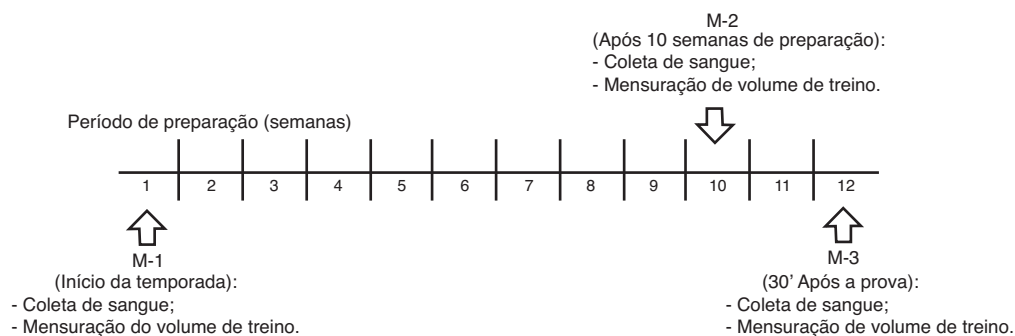 M-2
(Após 10 semanas de preparação):
- Coleta de sangue;
- Mensuração de volume de treino.
Período de preparação (semanas)
1 2 3 4 5 6 7 8 9 10 11 12
M-1
(Início da temporada):
- Coleta de sangue;
- Mensuração do volume de treino.
M-3
(30’ Após a prova):
- Coleta de sangue;
- Mensuração de volume de treino.